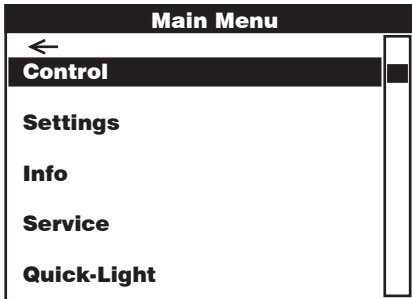 Main Menu
←
Control
Settings
Info
Service
Quick-Light